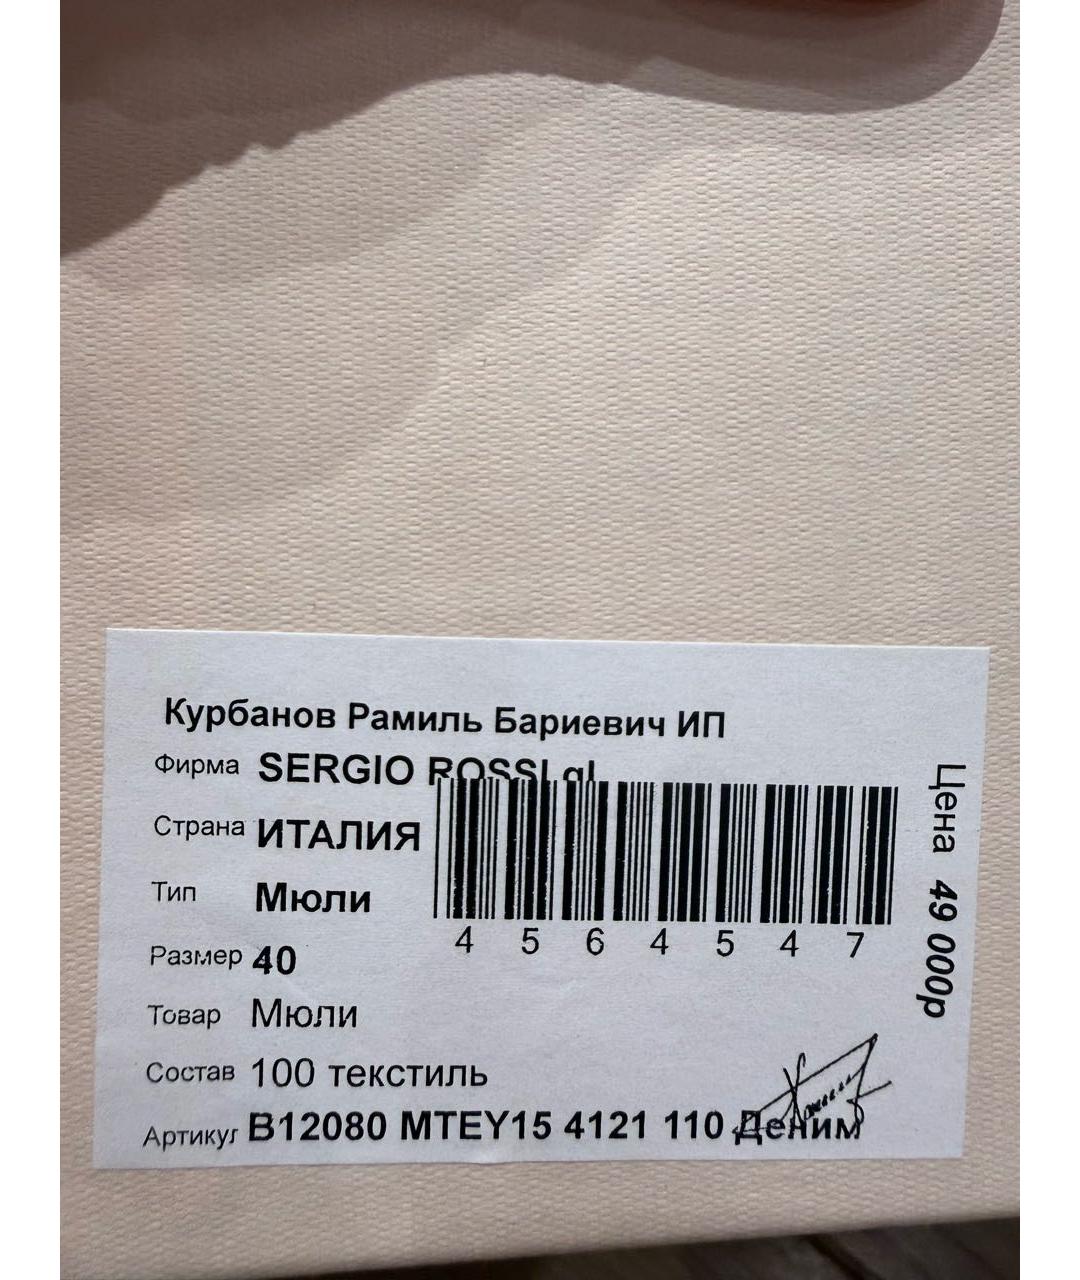 Курбанов Рамиль Бариевич ИП
Фирма SERGIO ROSSI gl
Страна ИТАЛИЯ
Тип Мюли
Размер 40
Товар Мюли
Состав 100 текстиль
Артикул B12080 MTEY15 4121 110 Деним
4 5 6 4 5 4 7
Цена 49 000р